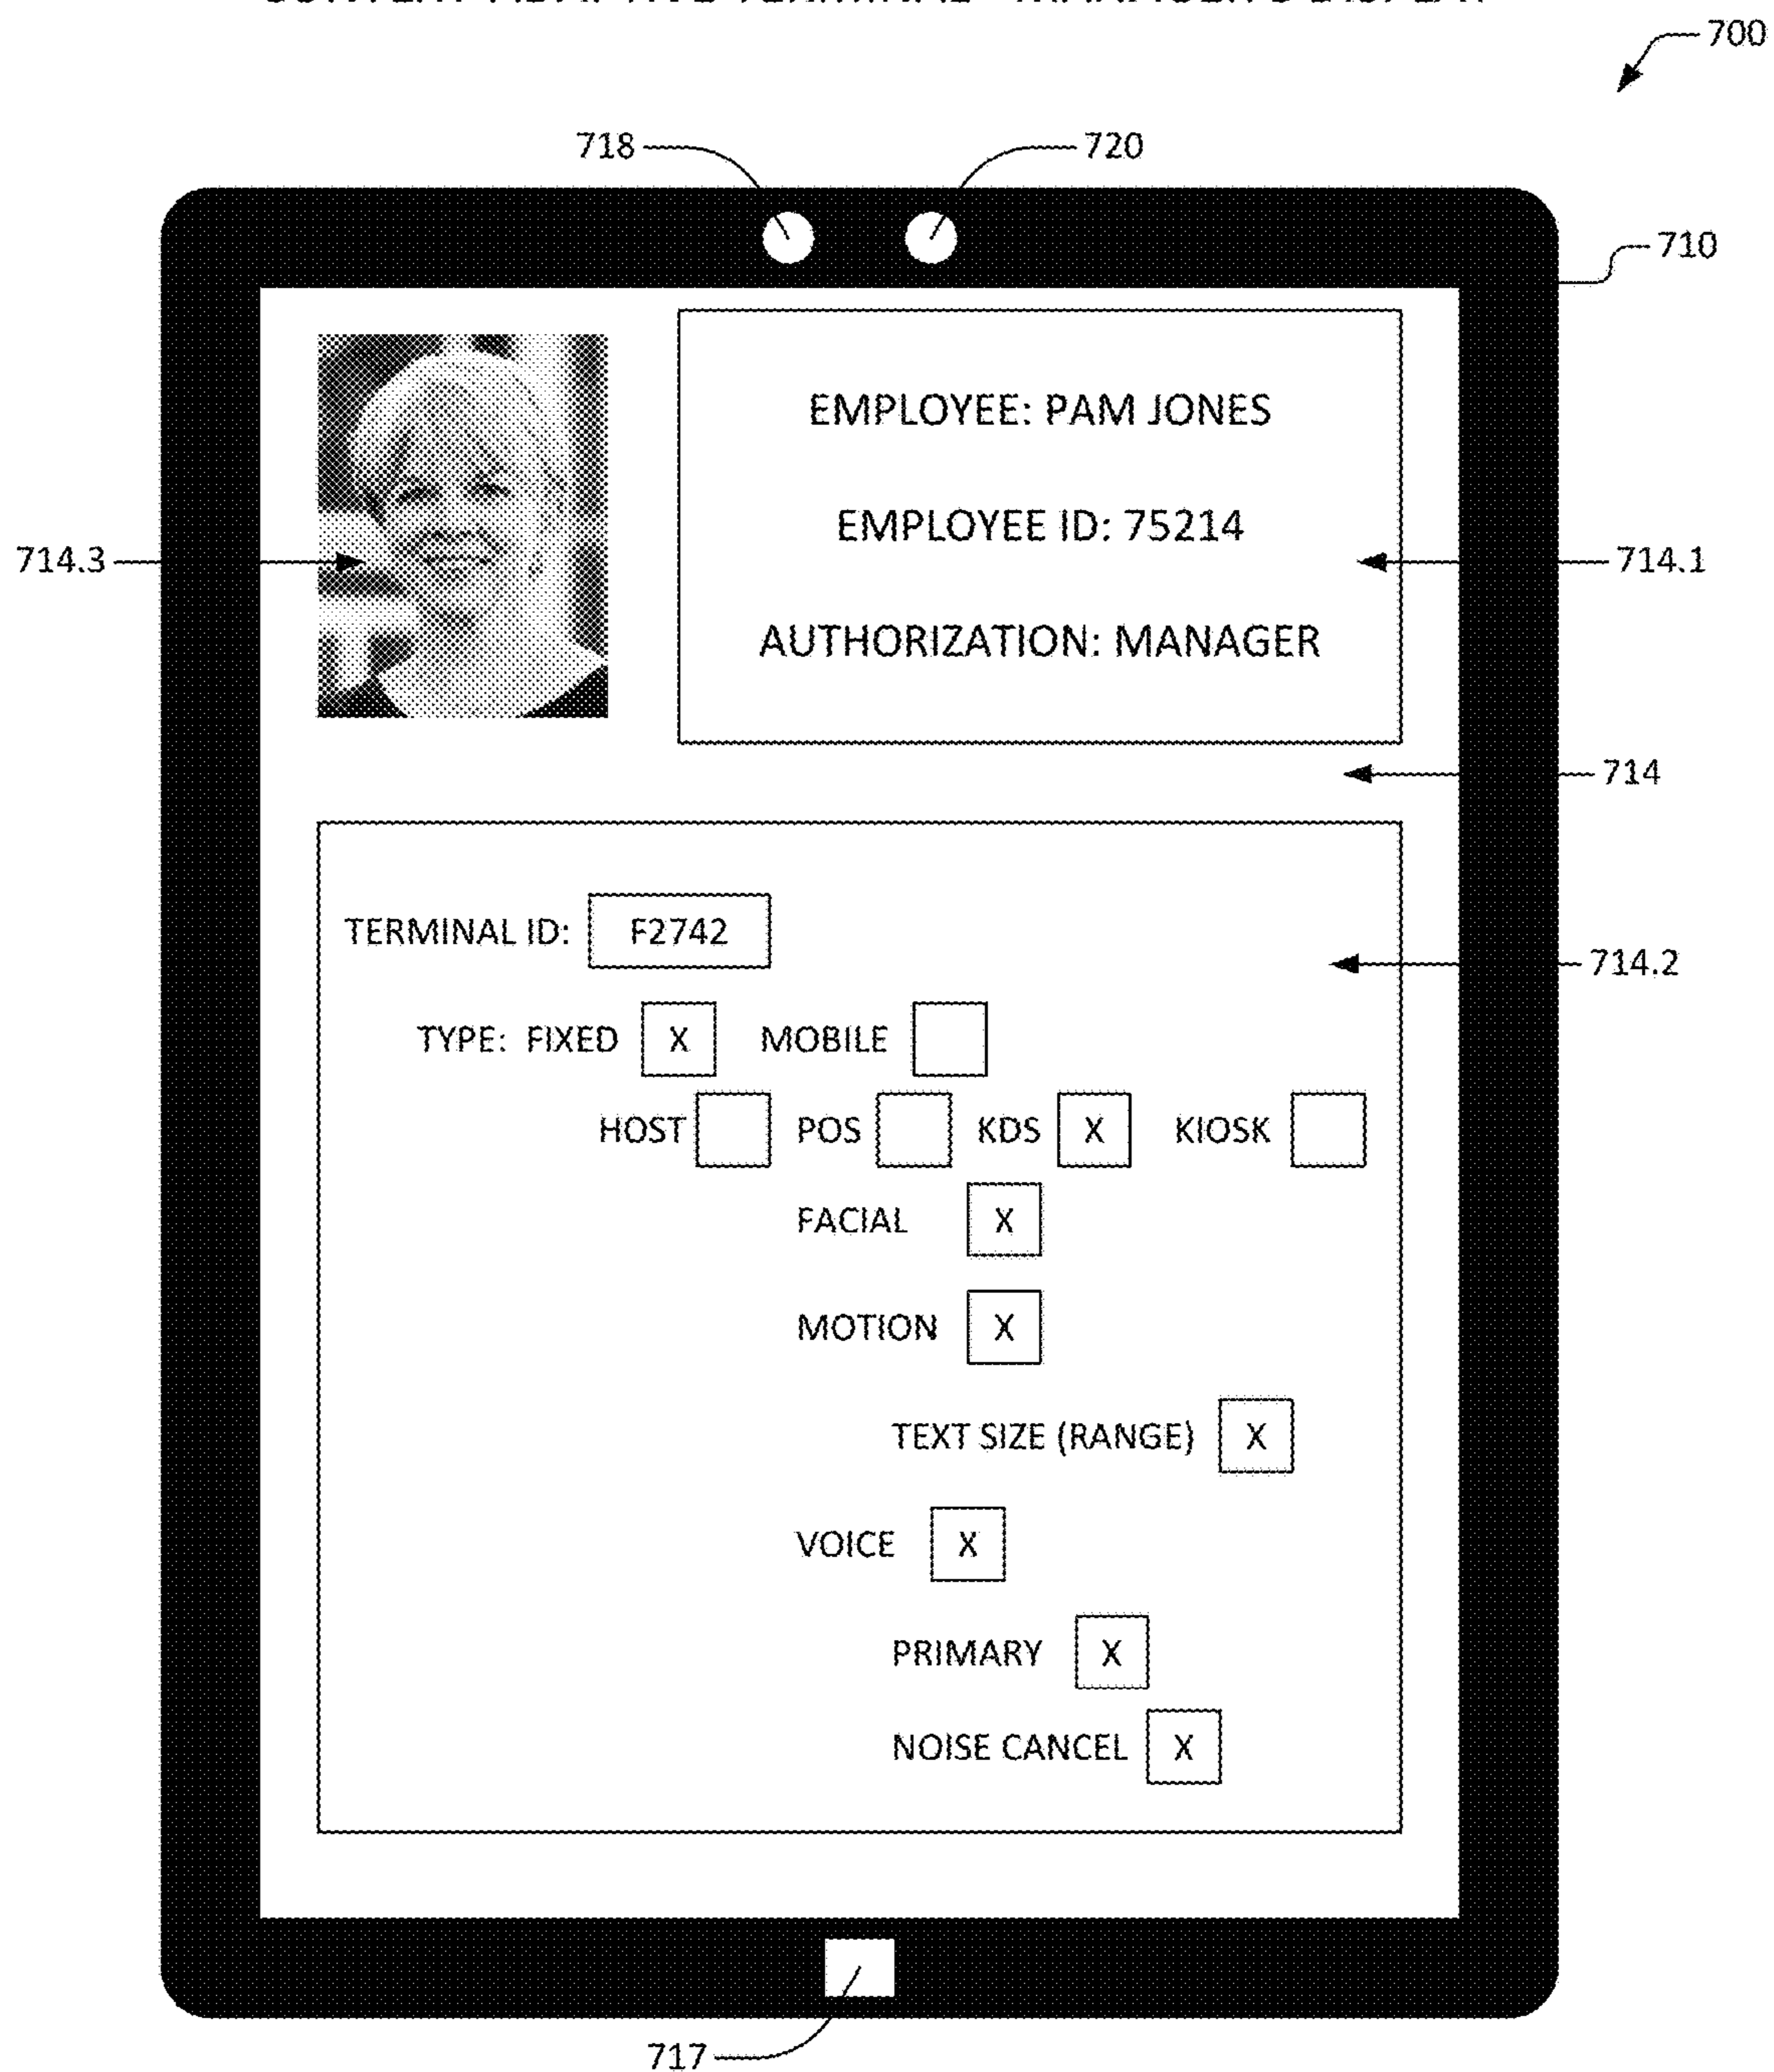 700
718
720
710
EMPLOYEE: PAM JONES
EMPLOYEE ID: 75214
714.3
714.1
AUTHORIZATION: MANAGER
714
TERMINAL ID: F2742
714.2
TYPE: FIXED X MOBILE
HOST POS KDS X KIOSK
FACIAL X
MOTION X
TEXT SIZE (RANGE) X
VOICE X
PRIMARY X
NOISE CANCEL X
717